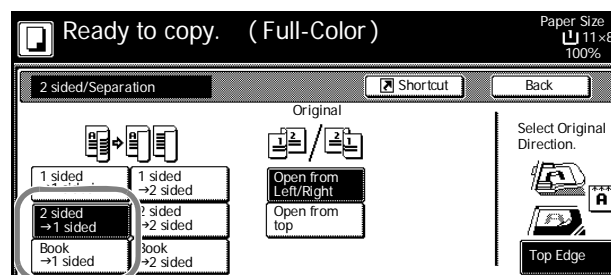 Ready to copy. (Full-Color)
Paper Size
11×8
100%
2 sided/Separation
Shortcut
Back
Original
Select Original
Direction.
1 sided
1 sided
→2 sided
Open from
Left/Right
2 sided
→1 sided
2 sided
→2 sided
Open from
top
Book
→1 sided
Book
→2 sided
Top Edge